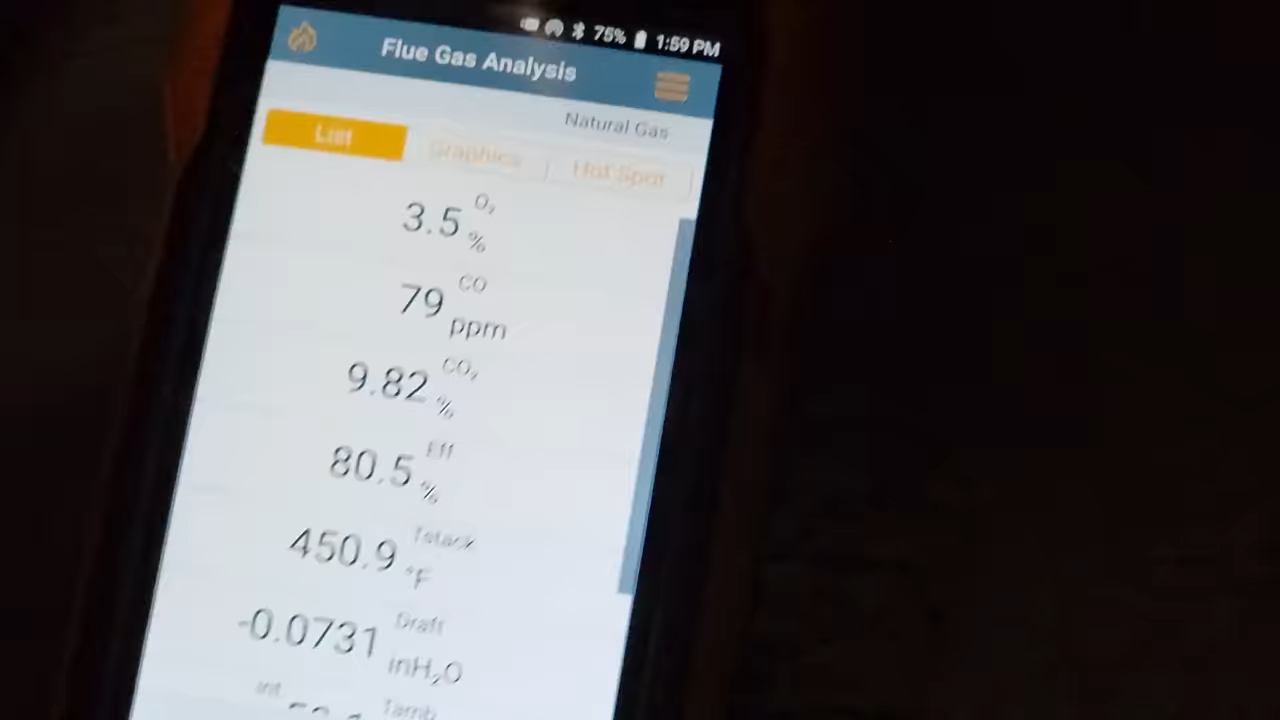 75% 1:59 PM
Flue Gas Analysis
Natural Gas
List Graphics Hot Spot
3.5 O₂ %
79 CO ppm
9.82 CO₂ %
80.5 Eff %
450.9 Tstack °F
-0.0731 Draft inH₂O
Int. Tamb